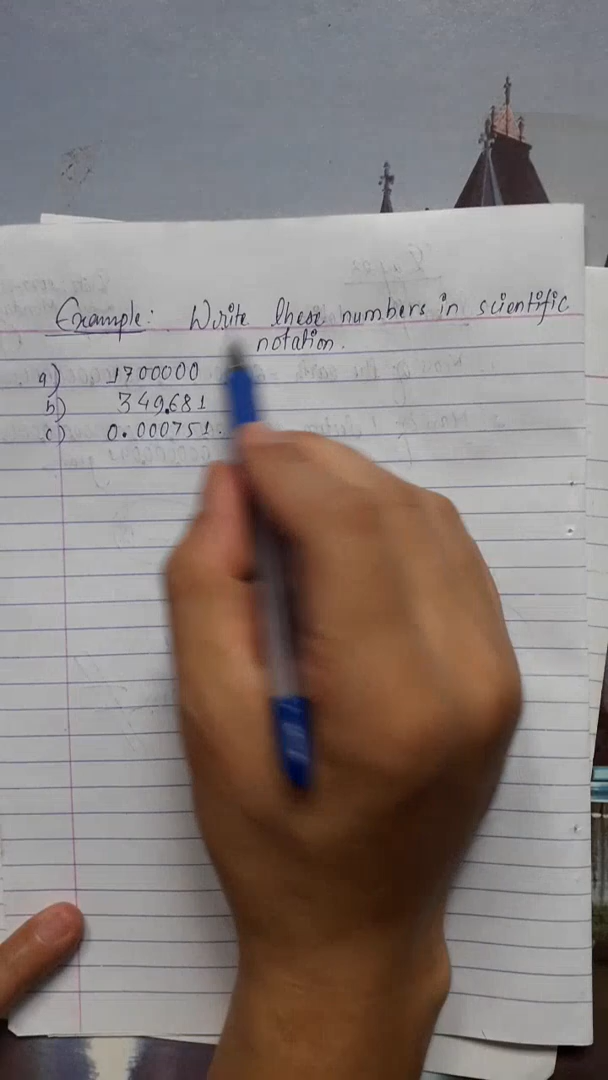 Example: Write these numbers in scientific
notation.
a) 1700000
b) 349.681
c) 0.000751.